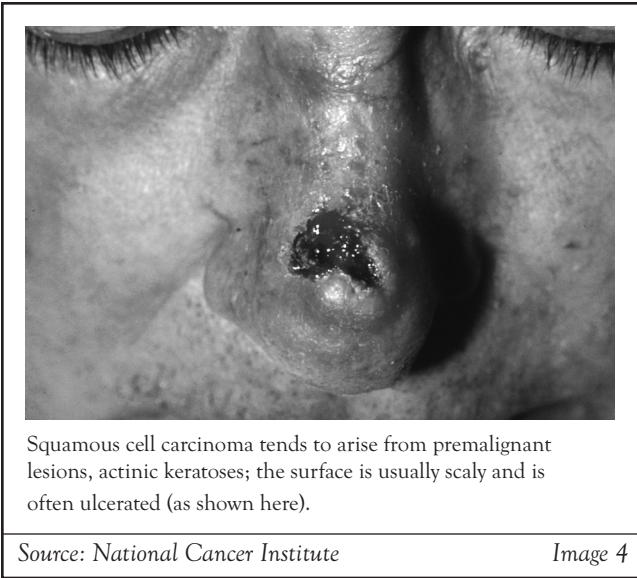 Squamous cell carcinoma tends to arise from premalignant
lesions, actinic keratoses; the surface is usually scaly and is
often ulcerated (as shown here).
Source: National Cancer Institute
Image 4